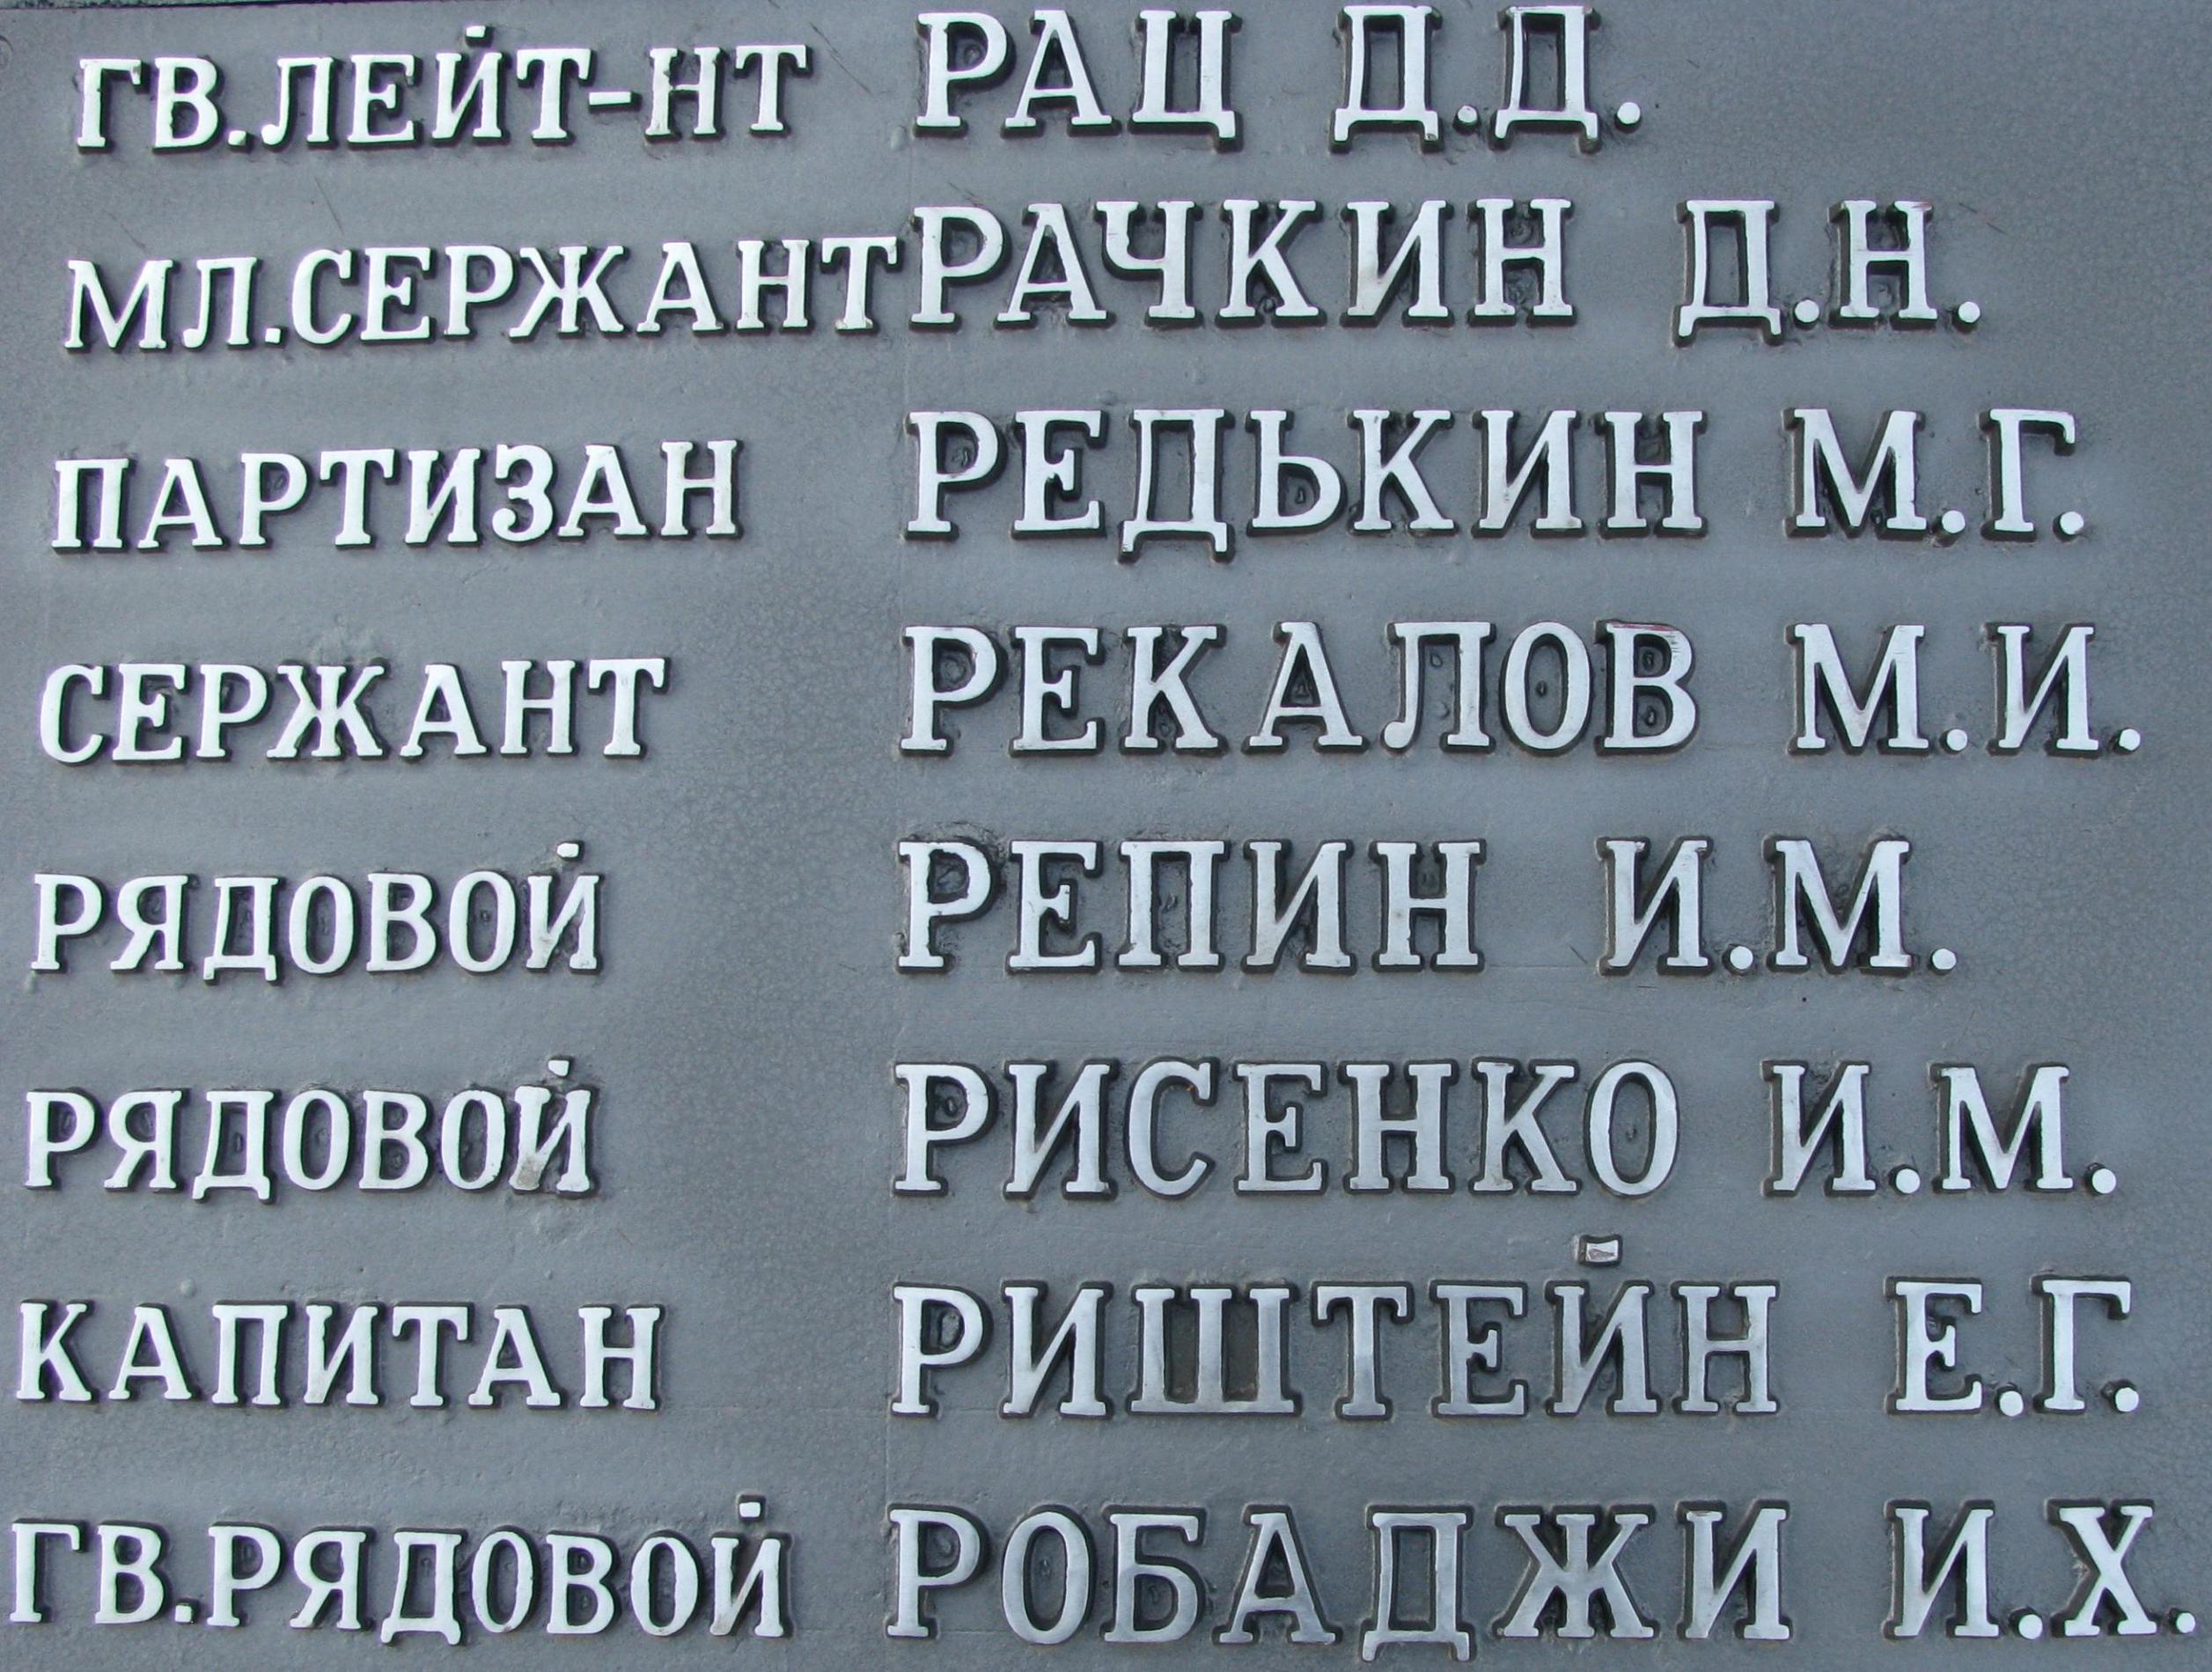 ГВ.ЛЕЙТ-НТ РАЦ Д.Д.
МЛ.СЕРЖАНТ РАЧКИН Д.Н.
ПАРТИЗАН РЕДЬКИН М.Г.
СЕРЖАНТ РЕКАЛОВ М.И.
РЯДОВОЙ РЕПИН И.М.
РЯДОВОЙ РИСЕНКО И.М.
КАПИТАН РИШТЕЙН Е.Г.
ГВ.РЯДОВОЙ РОБАДЖИ И.Х.